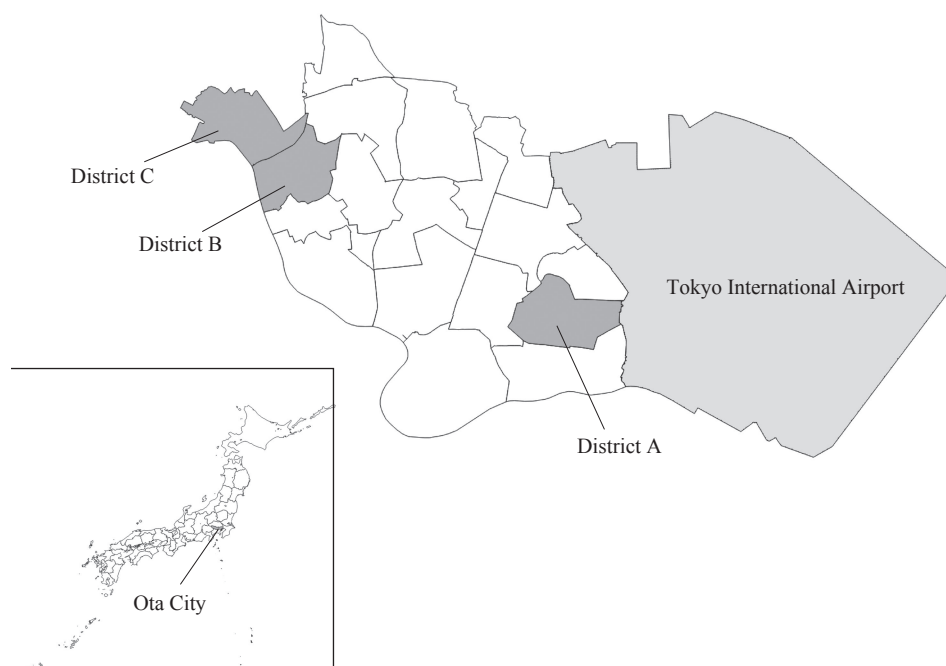 District C
District B
Tokyo International Airport
District A
Ota City